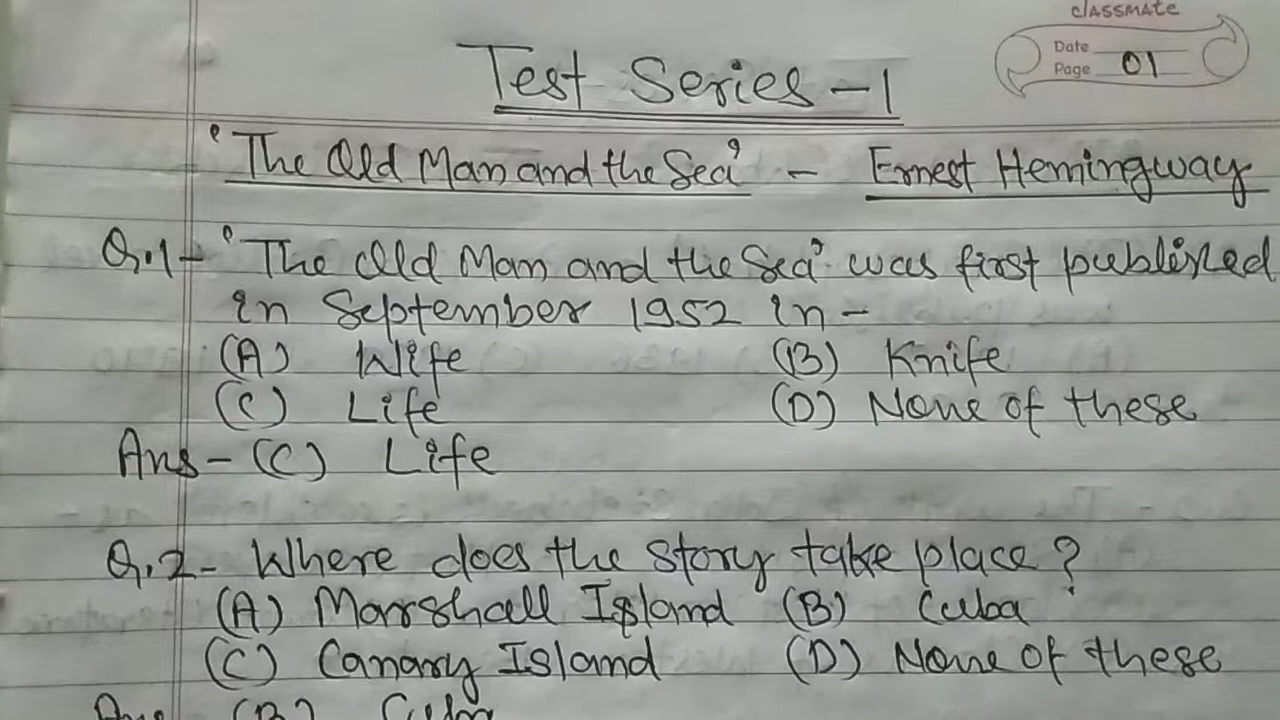 classmate
Date
Page 01
Test Series - 1
'The Old Man and the Sea' - Ernest Hemingway
Q.1- 'The Old Man and the Sea' was first published
in September 1952 in -
(A) Wife (B) Knife
(C) Life (D) None of these
Ans - (C) Life
Q.2- Where does the story take place?
(A) Marshall Island (B) Cuba
(C) Canary Island (D) None of these
Ans (B) Cuba